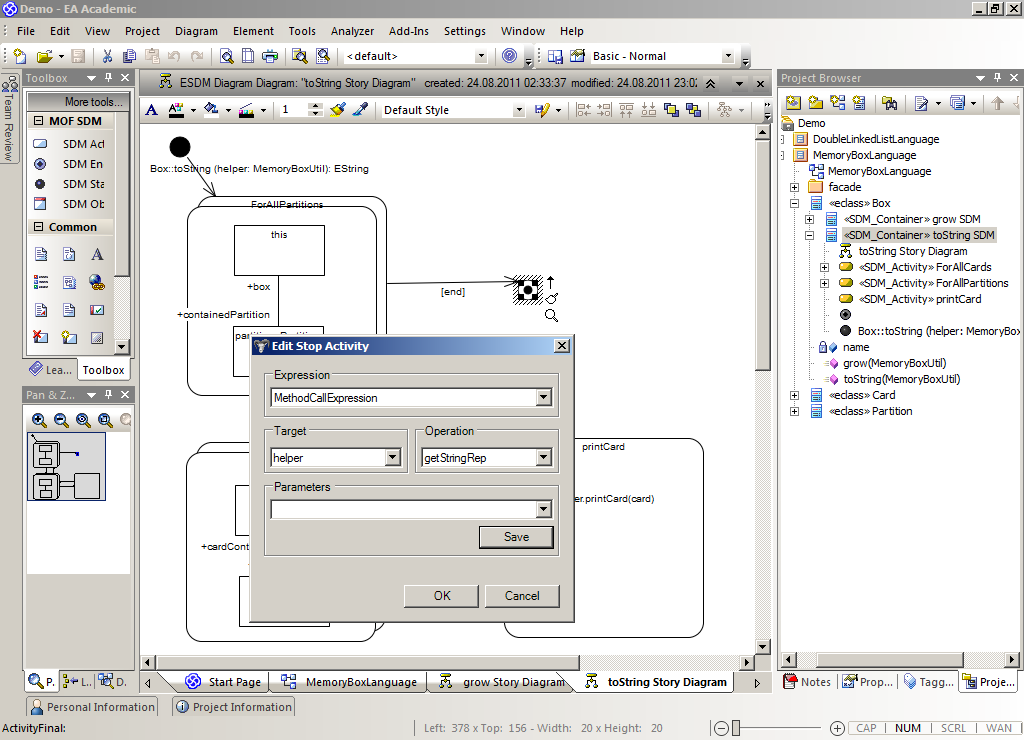 Demo - EA Academic
File Edit View Project Diagram Element Tools Analyzer Add-Ins Settings Window Help
<default>
Basic - Normal
Toolbox
ESDM Diagram Diagram: "toString Story Diagram" created: 24.08.2011 02:33:37 modified: 24.08.2011 23:02
Project Browser
Team Review
More tools...
1
Default Style
MOF SDM
SDM Act
SDM En
SDM Sta
SDM Ob
Common
Lea...
Toolbox
Pan & Z...
Box::toString (helper: MemoryBoxUtil): EString
ForAllPartitions
this
+box
+containedPartition
[end]
printCard
er.printCard(card)
+cardCont
Edit Stop Activity
Expression
MethodCallExpression
Target
helper
Operation
getStringRep
Parameters
Save
OK
Cancel
Demo
DoubleLinkedListLanguage
MemoryBoxLanguage
MemoryBoxLanguage
facade
«eclass» Box
«SDM_Container» grow SDM
«SDM_Container» toString SDM
toString Story Diagram
«SDM_Activity» ForAllCards
«SDM_Activity» ForAllPartitions
«SDM_Activity» printCard
Box::toString (helper: MemoryBox
name
grow(MemoryBoxUtil)
toString(MemoryBoxUtil)
«eclass» Card
«eclass» Partition
P.
L..
D.
Start Page
MemoryBoxLanguage
grow Story Diagram
toString Story Diagram
Notes
Prop...
Tagg...
Proje...
Personal Information
Project Information
ActivityFinal:
Left: 378 x Top: 156 - Width: 20 x Height: 20
CAP
NUM
SCRL
WAN